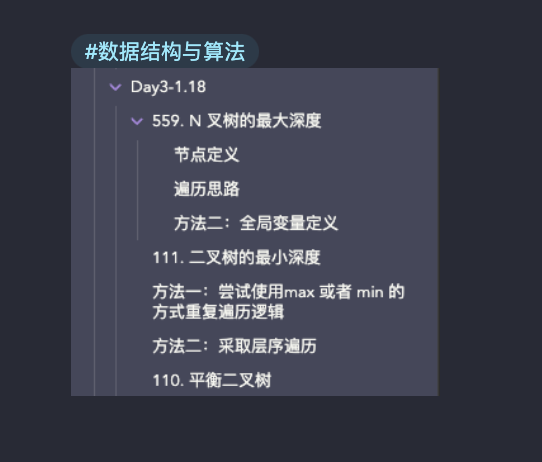 #数据结构与算法
Day3-1.18
559. N 叉树的最大深度
节点定义
遍历思路
方法二：全局变量定义
111. 二叉树的最小深度
方法一：尝试使用max 或者 min 的
方式重复遍历逻辑
方法二：采取层序遍历
110. 平衡二叉树